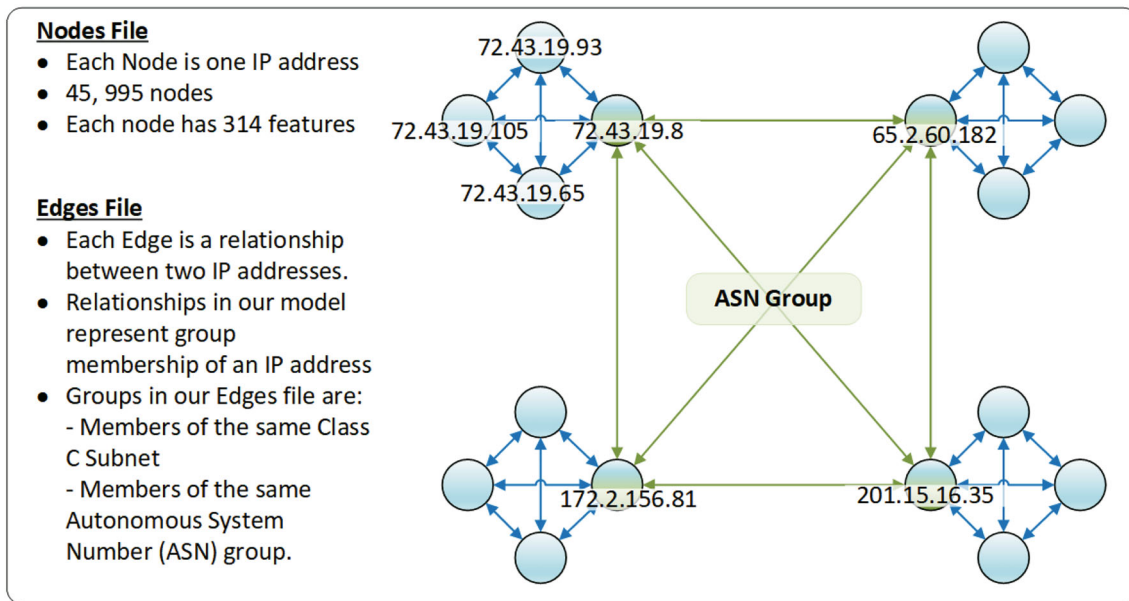 Nodes File
● Each Node is one IP address
● 45, 995 nodes
● Each node has 314 features
Edges File
● Each Edge is a relationship
between two IP addresses.
● Relationships in our model
represent group
membership of an IP address
● Groups in our Edges file are:
- Members of the same Class
C Subnet
- Members of the same
Autonomous System
Number (ASN) group.
72.43.19.93
72.43.19.105
72.43.19.8
72.43.19.65
65.2.60.182
ASN Group
172.2.156.81
201.15.16.35